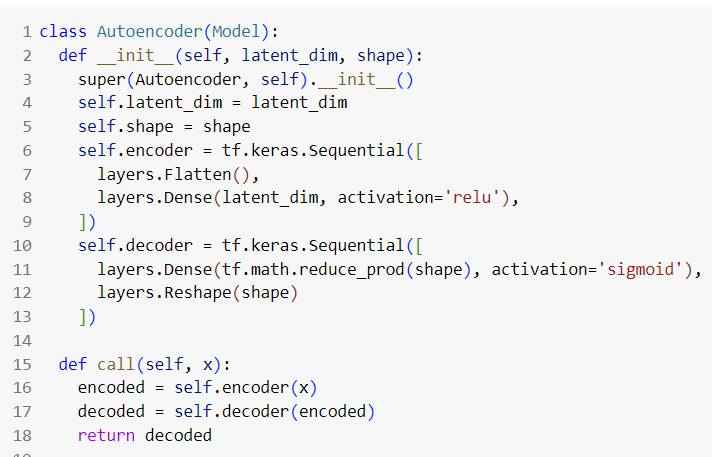 1 class Autoencoder(Model):
2   def __init__(self, latent_dim, shape):
3     super(Autoencoder, self).__init__()
4     self.latent_dim = latent_dim
5     self.shape = shape
6     self.encoder = tf.keras.Sequential([
7       layers.Flatten(),
8       layers.Dense(latent_dim, activation='relu'),
9     ])
10     self.decoder = tf.keras.Sequential([
11       layers.Dense(tf.math.reduce_prod(shape), activation='sigmoid'),
12       layers.Reshape(shape)
13     ])
14
15   def call(self, x):
16     encoded = self.encoder(x)
17     decoded = self.decoder(encoded)
18     return decoded